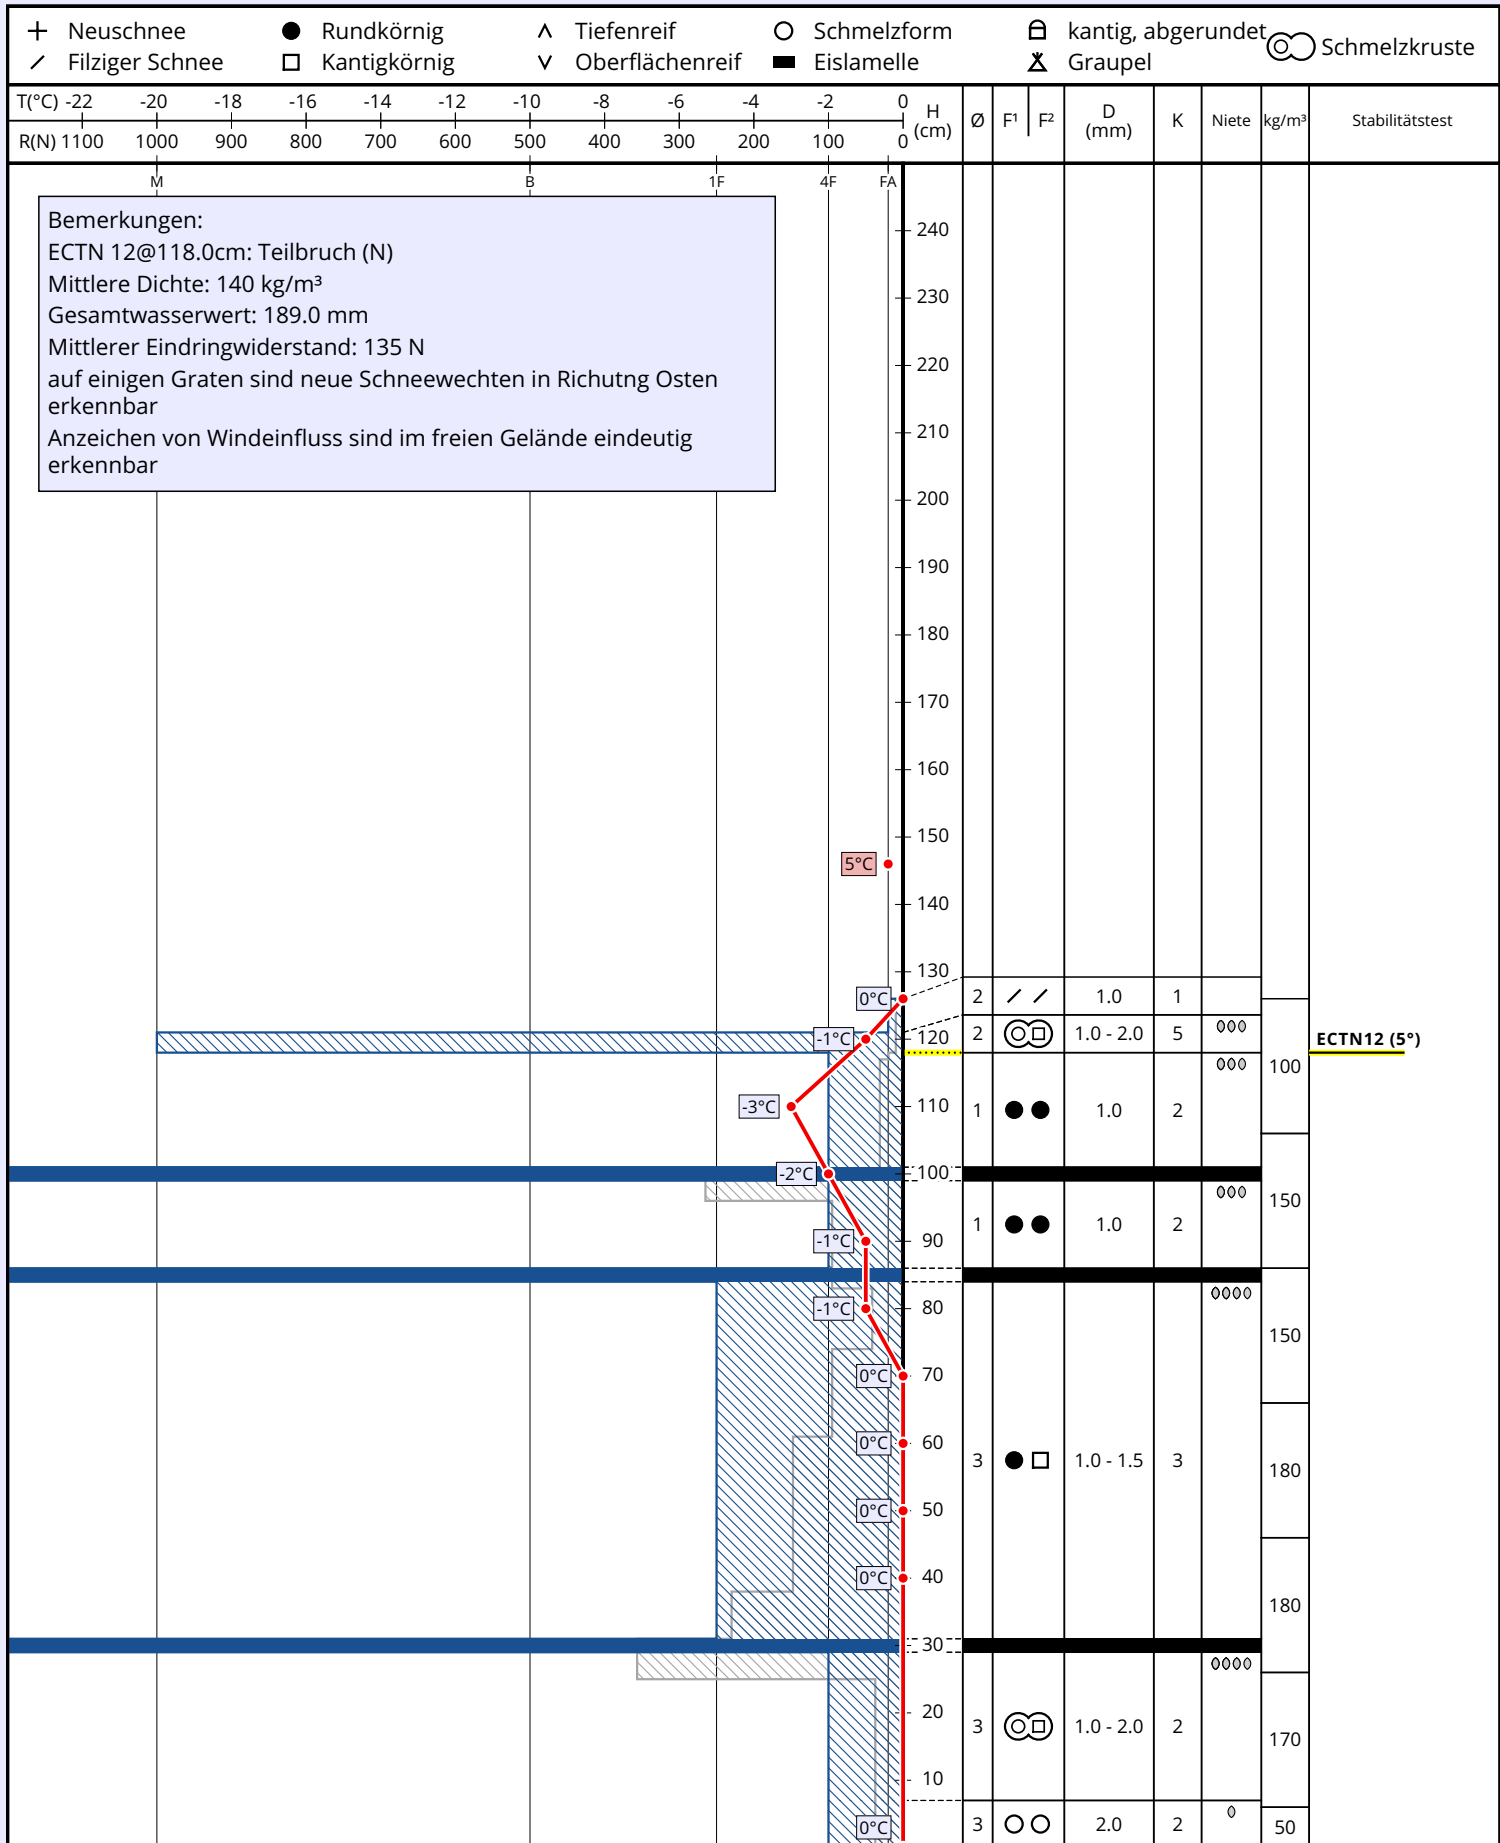 Neuschnee Rundkörnig Tiefenreif Schmelzform kantig, abgerundet Schmelzkruste
Filziger Schnee Kantigkörnig Oberflächenreif Eislamelle Graupel
T(°C) -22 -20 -18 -16 -14 -12 -10 -8 -6 -4 -2 0
R(N) 1100 1000 900 800 700 600 500 400 300 200 100 0
H (cm) Ø F¹ F² D (mm) K Niete kg/m³ Stabilitätstest
M B 1F 4F FA
Bemerkungen:
ECTN 12@118.0cm: Teilbruch (N)
Mittlere Dichte: 140 kg/m³
Gesamtwasserwert: 189.0 mm
Mittlerer Eindringwiderstand: 135 N
auf einigen Graten sind neue Schneewechten in Richutng Osten
erkennbar
Anzeichen von Windeinfluss sind im freien Gelände eindeutig
erkennbar
240
230
220
210
200
190
180
170
160
150
5°C
140
130
0°C 2 1.0 1
-1°C 120 2 1.0 - 2.0 5 ECTN12 (5°)
100
-3°C 110 1 1.0 2
-2°C 100
150
1 1.0 2
-1°C 90
-1°C 80
150
0°C 70
0°C 60
3 1.0 - 1.5 3 180
0°C 50
0°C 40
180
30
20
3 1.0 - 2.0 2 170
10
0°C 3 2.0 2 50